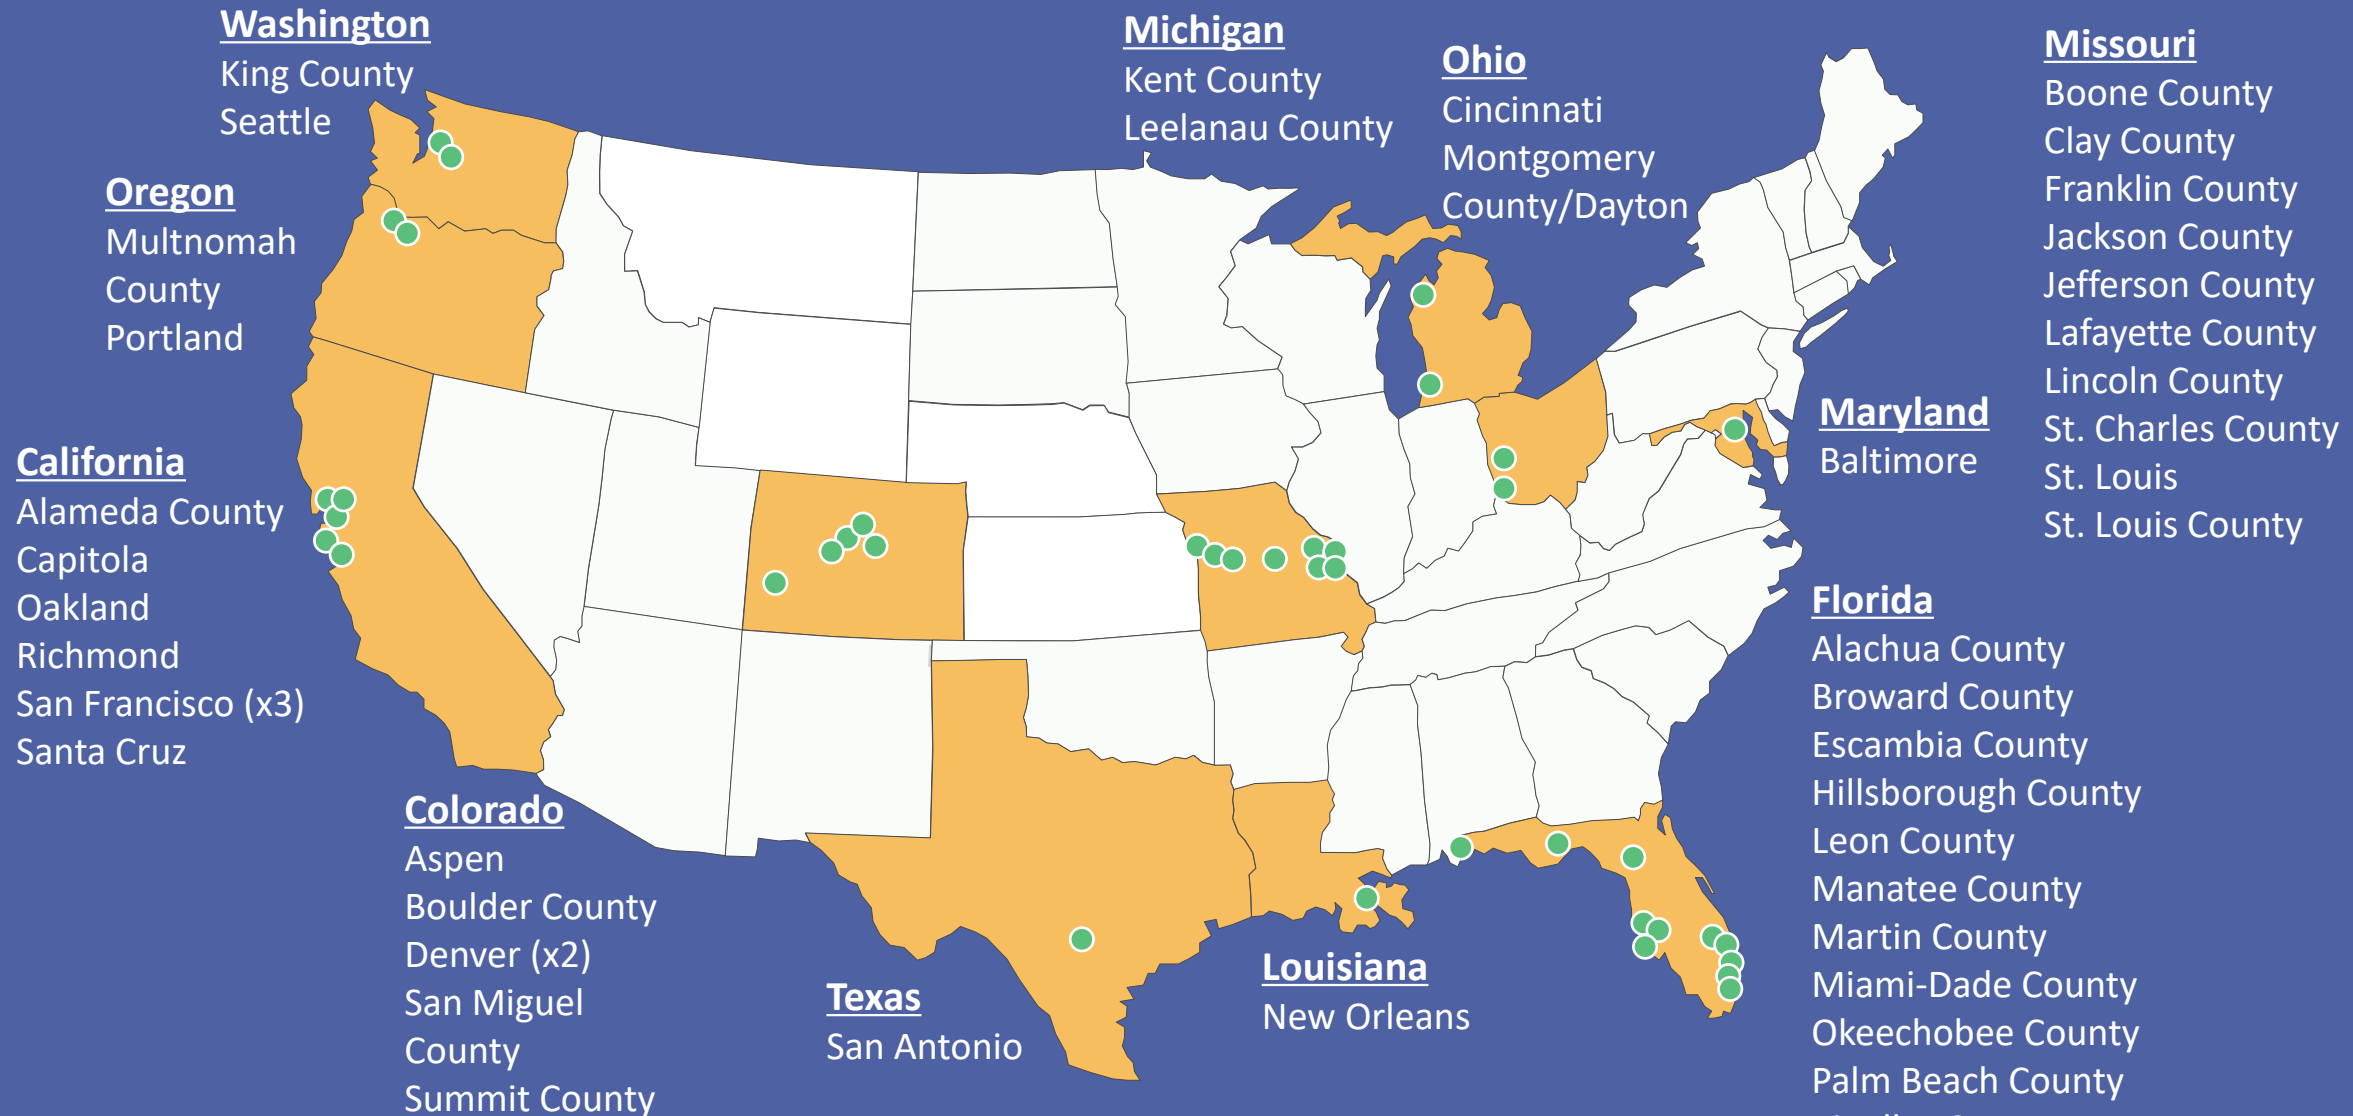 Washington
King County
Seattle
Oregon
Multnomah
County
Portland
California
Alameda County
Capitola
Oakland
Richmond
San Francisco (x3)
Santa Cruz
Colorado
Aspen
Boulder County
Denver (x2)
San Miguel
County
Summit County
Texas
San Antonio
Louisiana
New Orleans
Michigan
Kent County
Leelanau County
Ohio
Cincinnati
Montgomery
County/Dayton
Maryland
Baltimore
Missouri
Boone County
Clay County
Franklin County
Jackson County
Jefferson County
Lafayette County
Lincoln County
St. Charles County
St. Louis
St. Louis County
Florida
Alachua County
Broward County
Escambia County
Hillsborough County
Leon County
Manatee County
Martin County
Miami-Dade County
Okeechobee County
Palm Beach County